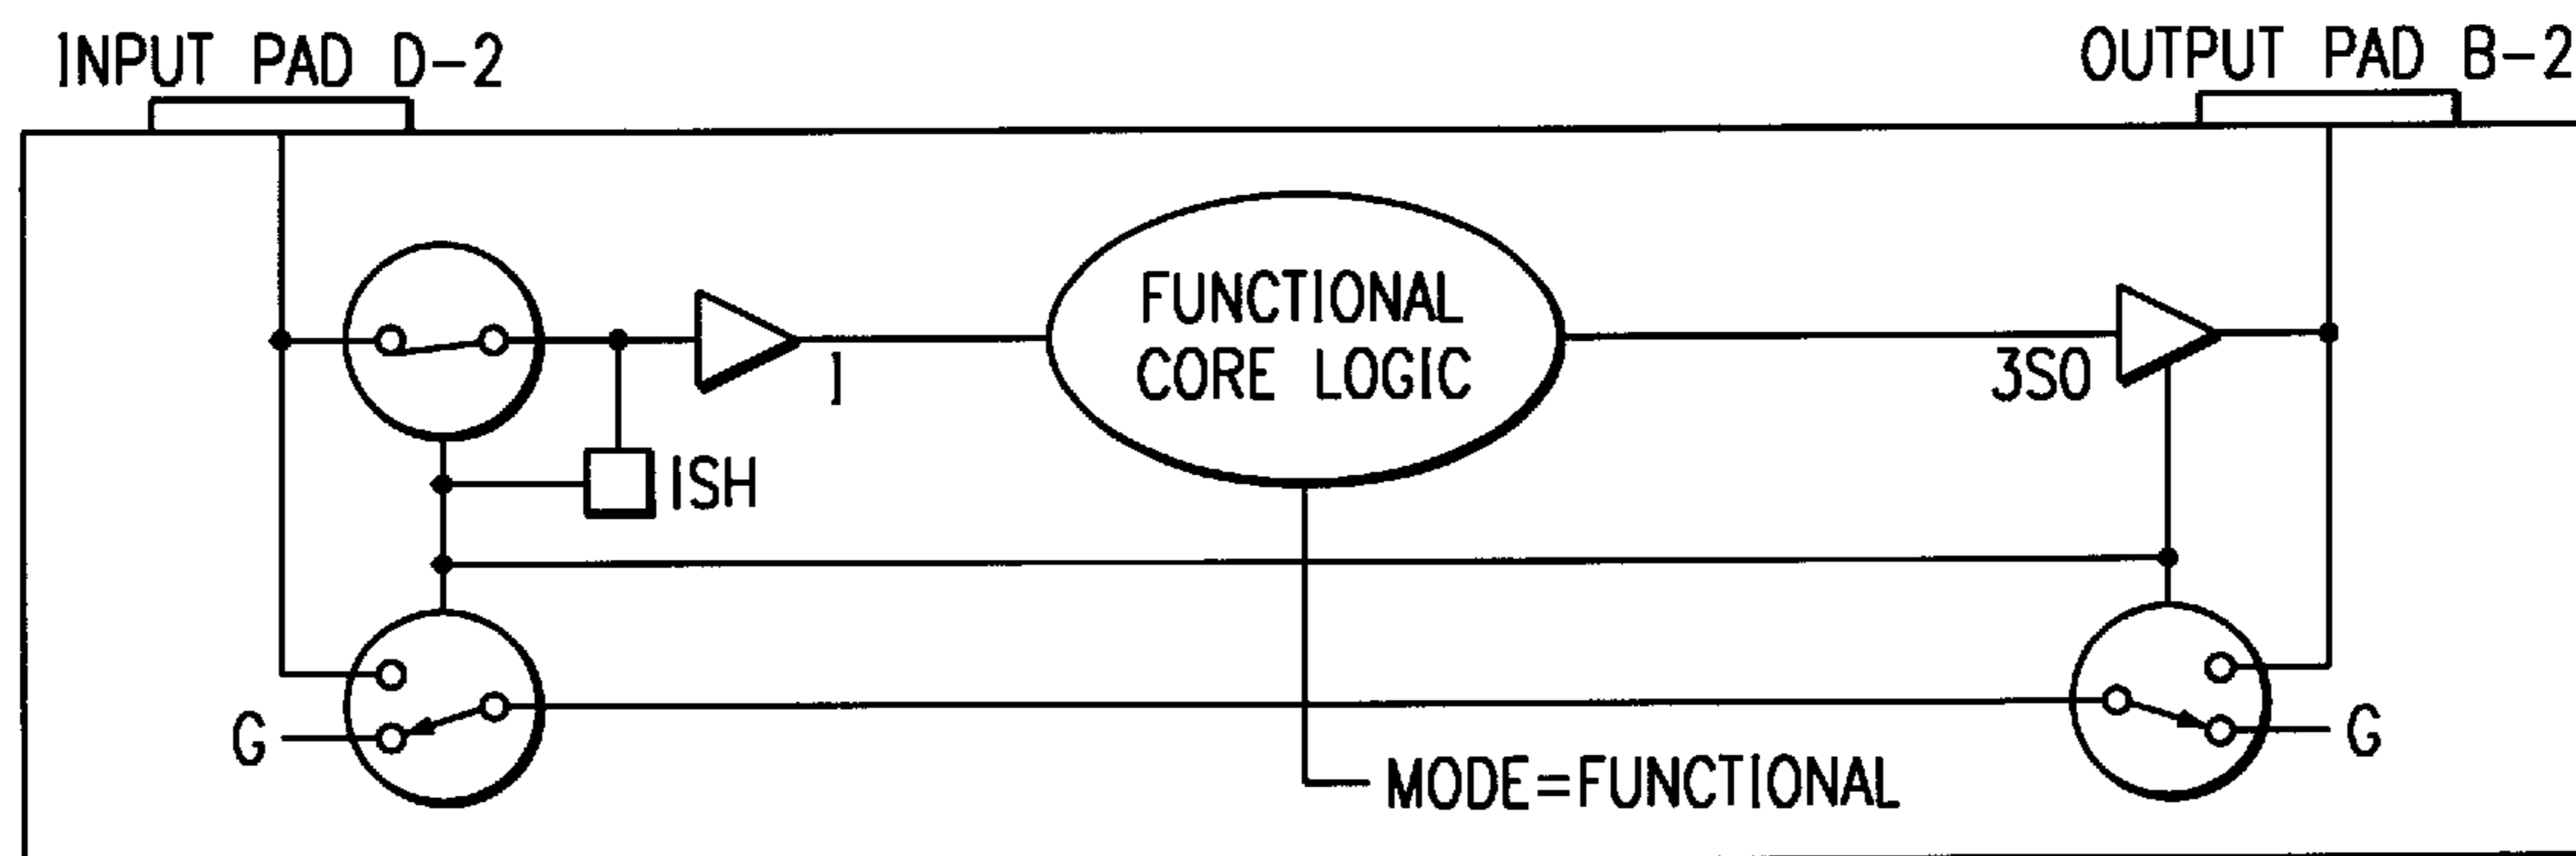 INPUT PAD D-2
OUTPUT PAD B-2
FUNCTIONAL
CORE LOGIC
I
3SO
ISH
G
G
MODE=FUNCTIONAL